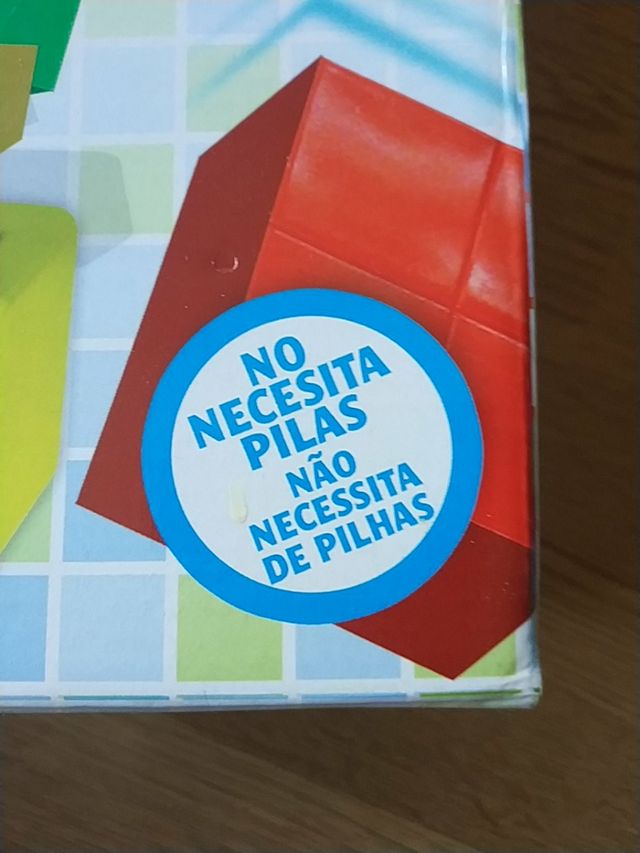 NO
NECESITA
PILAS
NÃO
NECESSITA
DE PILHAS